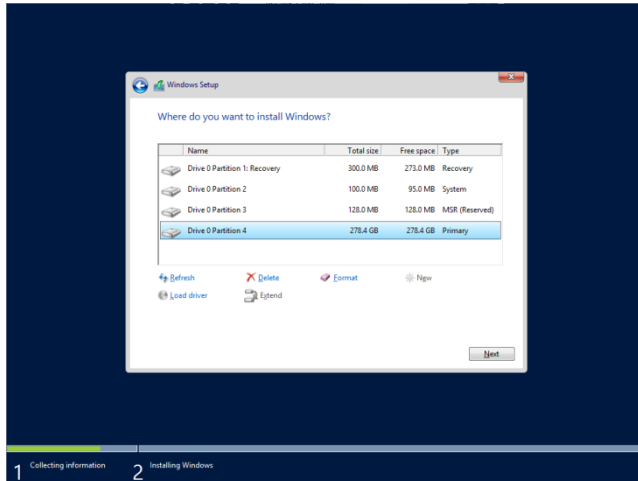 Windows Setup
Where do you want to install Windows?
Name Total size Free space Type
Drive 0 Partition 1: Recovery 300.0 MB 273.0 MB Recovery
Drive 0 Partition 2 100.0 MB 95.0 MB System
Drive 0 Partition 3 128.0 MB 128.0 MB MSR (Reserved)
Drive 0 Partition 4 278.4 GB 278.4 GB Primary
Refresh Delete Format New
Load driver Extend
Next
1 Collecting information 2 Installing Windows